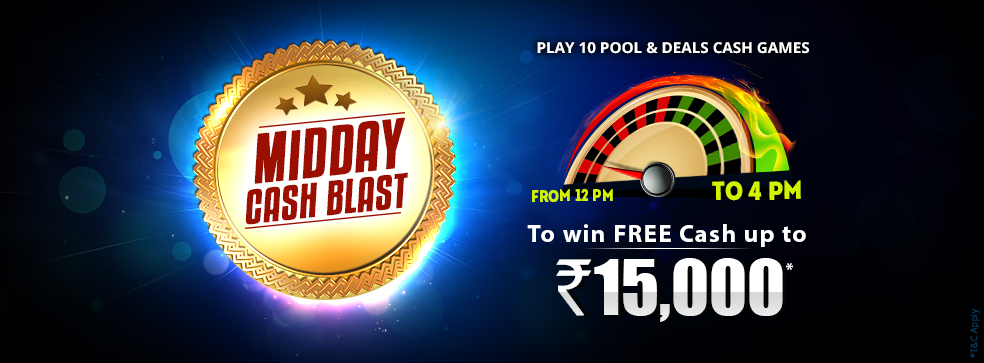 MIDDAY
CASH BLAST
PLAY 10 POOL & DEALS CASH GAMES
FROM 12 PM
TO 4 PM
To win FREE Cash up to
₹15,000*
*T&C Apply